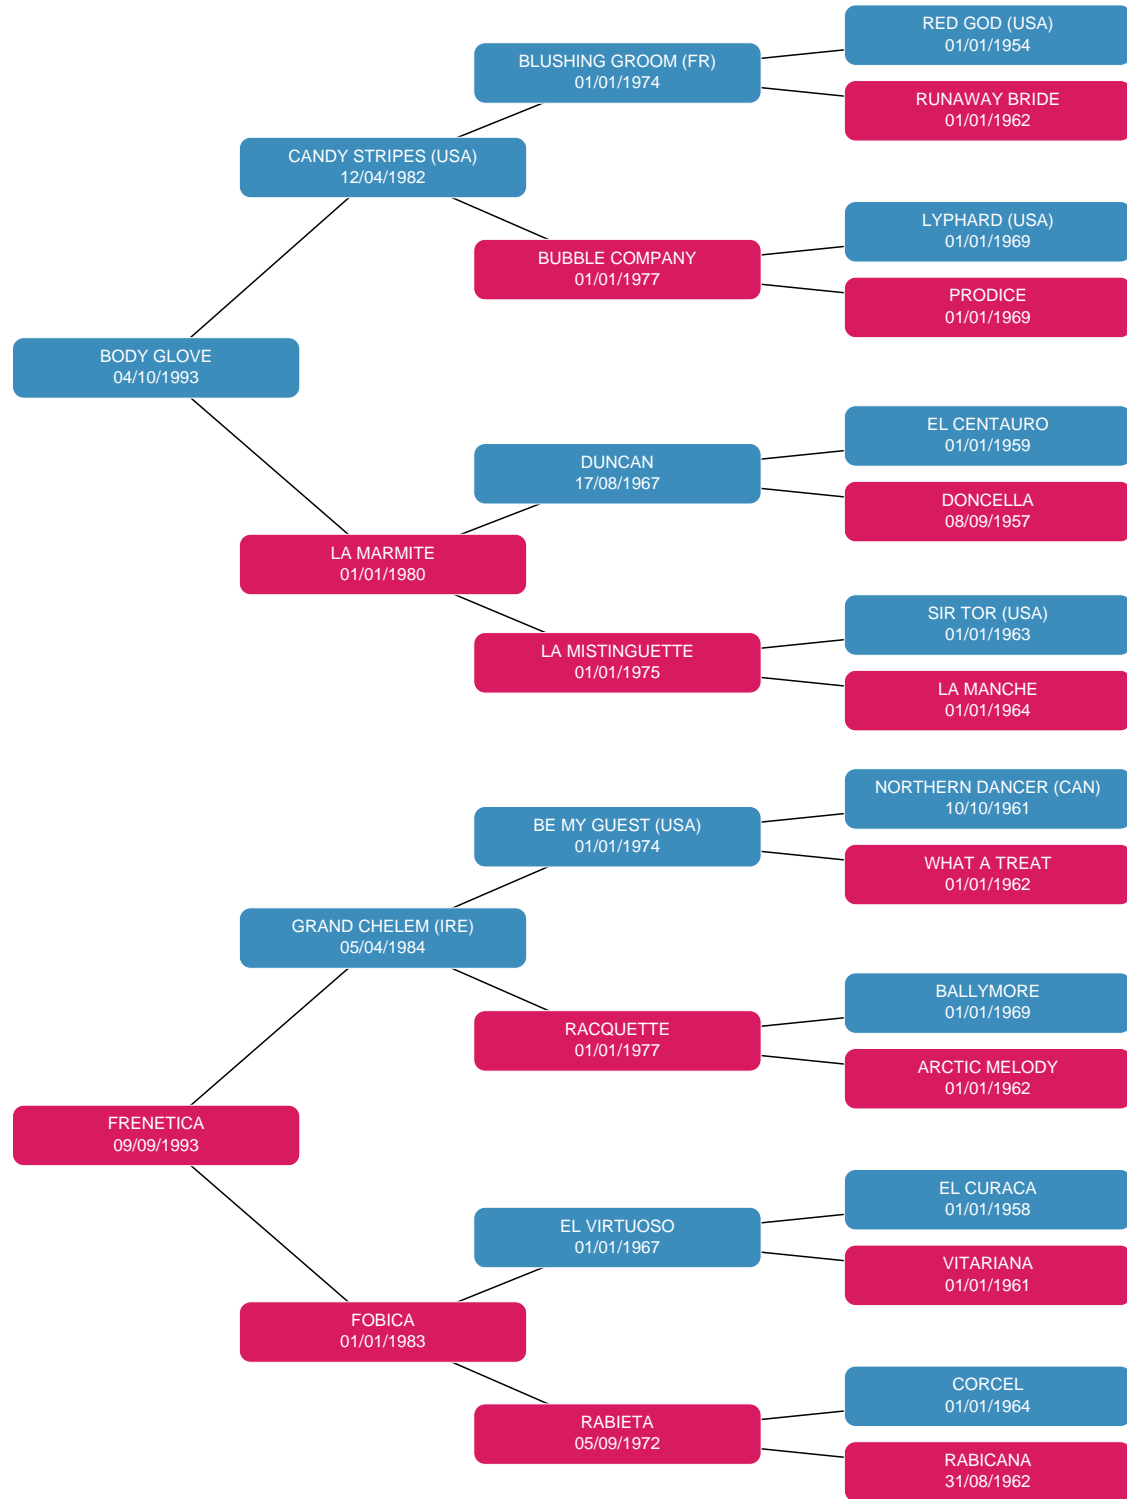 RED GOD (USA)
01/01/1954
BLUSHING GROOM (FR)
01/01/1974
RUNAWAY BRIDE
01/01/1962
CANDY STRIPES (USA)
12/04/1982
LYPHARD (USA)
01/01/1969
BUBBLE COMPANY
01/01/1977
PRODICE
01/01/1969
BODY GLOVE
04/10/1993
EL CENTAURO
01/01/1959
DUNCAN
17/08/1967
DONCELLA
08/09/1957
LA MARMITE
01/01/1980
SIR TOR (USA)
01/01/1963
LA MISTINGUETTE
01/01/1975
LA MANCHE
01/01/1964
NORTHERN DANCER (CAN)
10/10/1961
BE MY GUEST (USA)
01/01/1974
WHAT A TREAT
01/01/1962
GRAND CHELEM (IRE)
05/04/1984
BALLYMORE
01/01/1969
RACQUETTE
01/01/1977
ARCTIC MELODY
01/01/1962
FRENETICA
09/09/1993
EL CURACA
01/01/1958
EL VIRTUOSO
01/01/1967
VITARIANA
01/01/1961
FOBICA
01/01/1983
CORCEL
01/01/1964
RABIETA
05/09/1972
RABICANA
31/08/1962